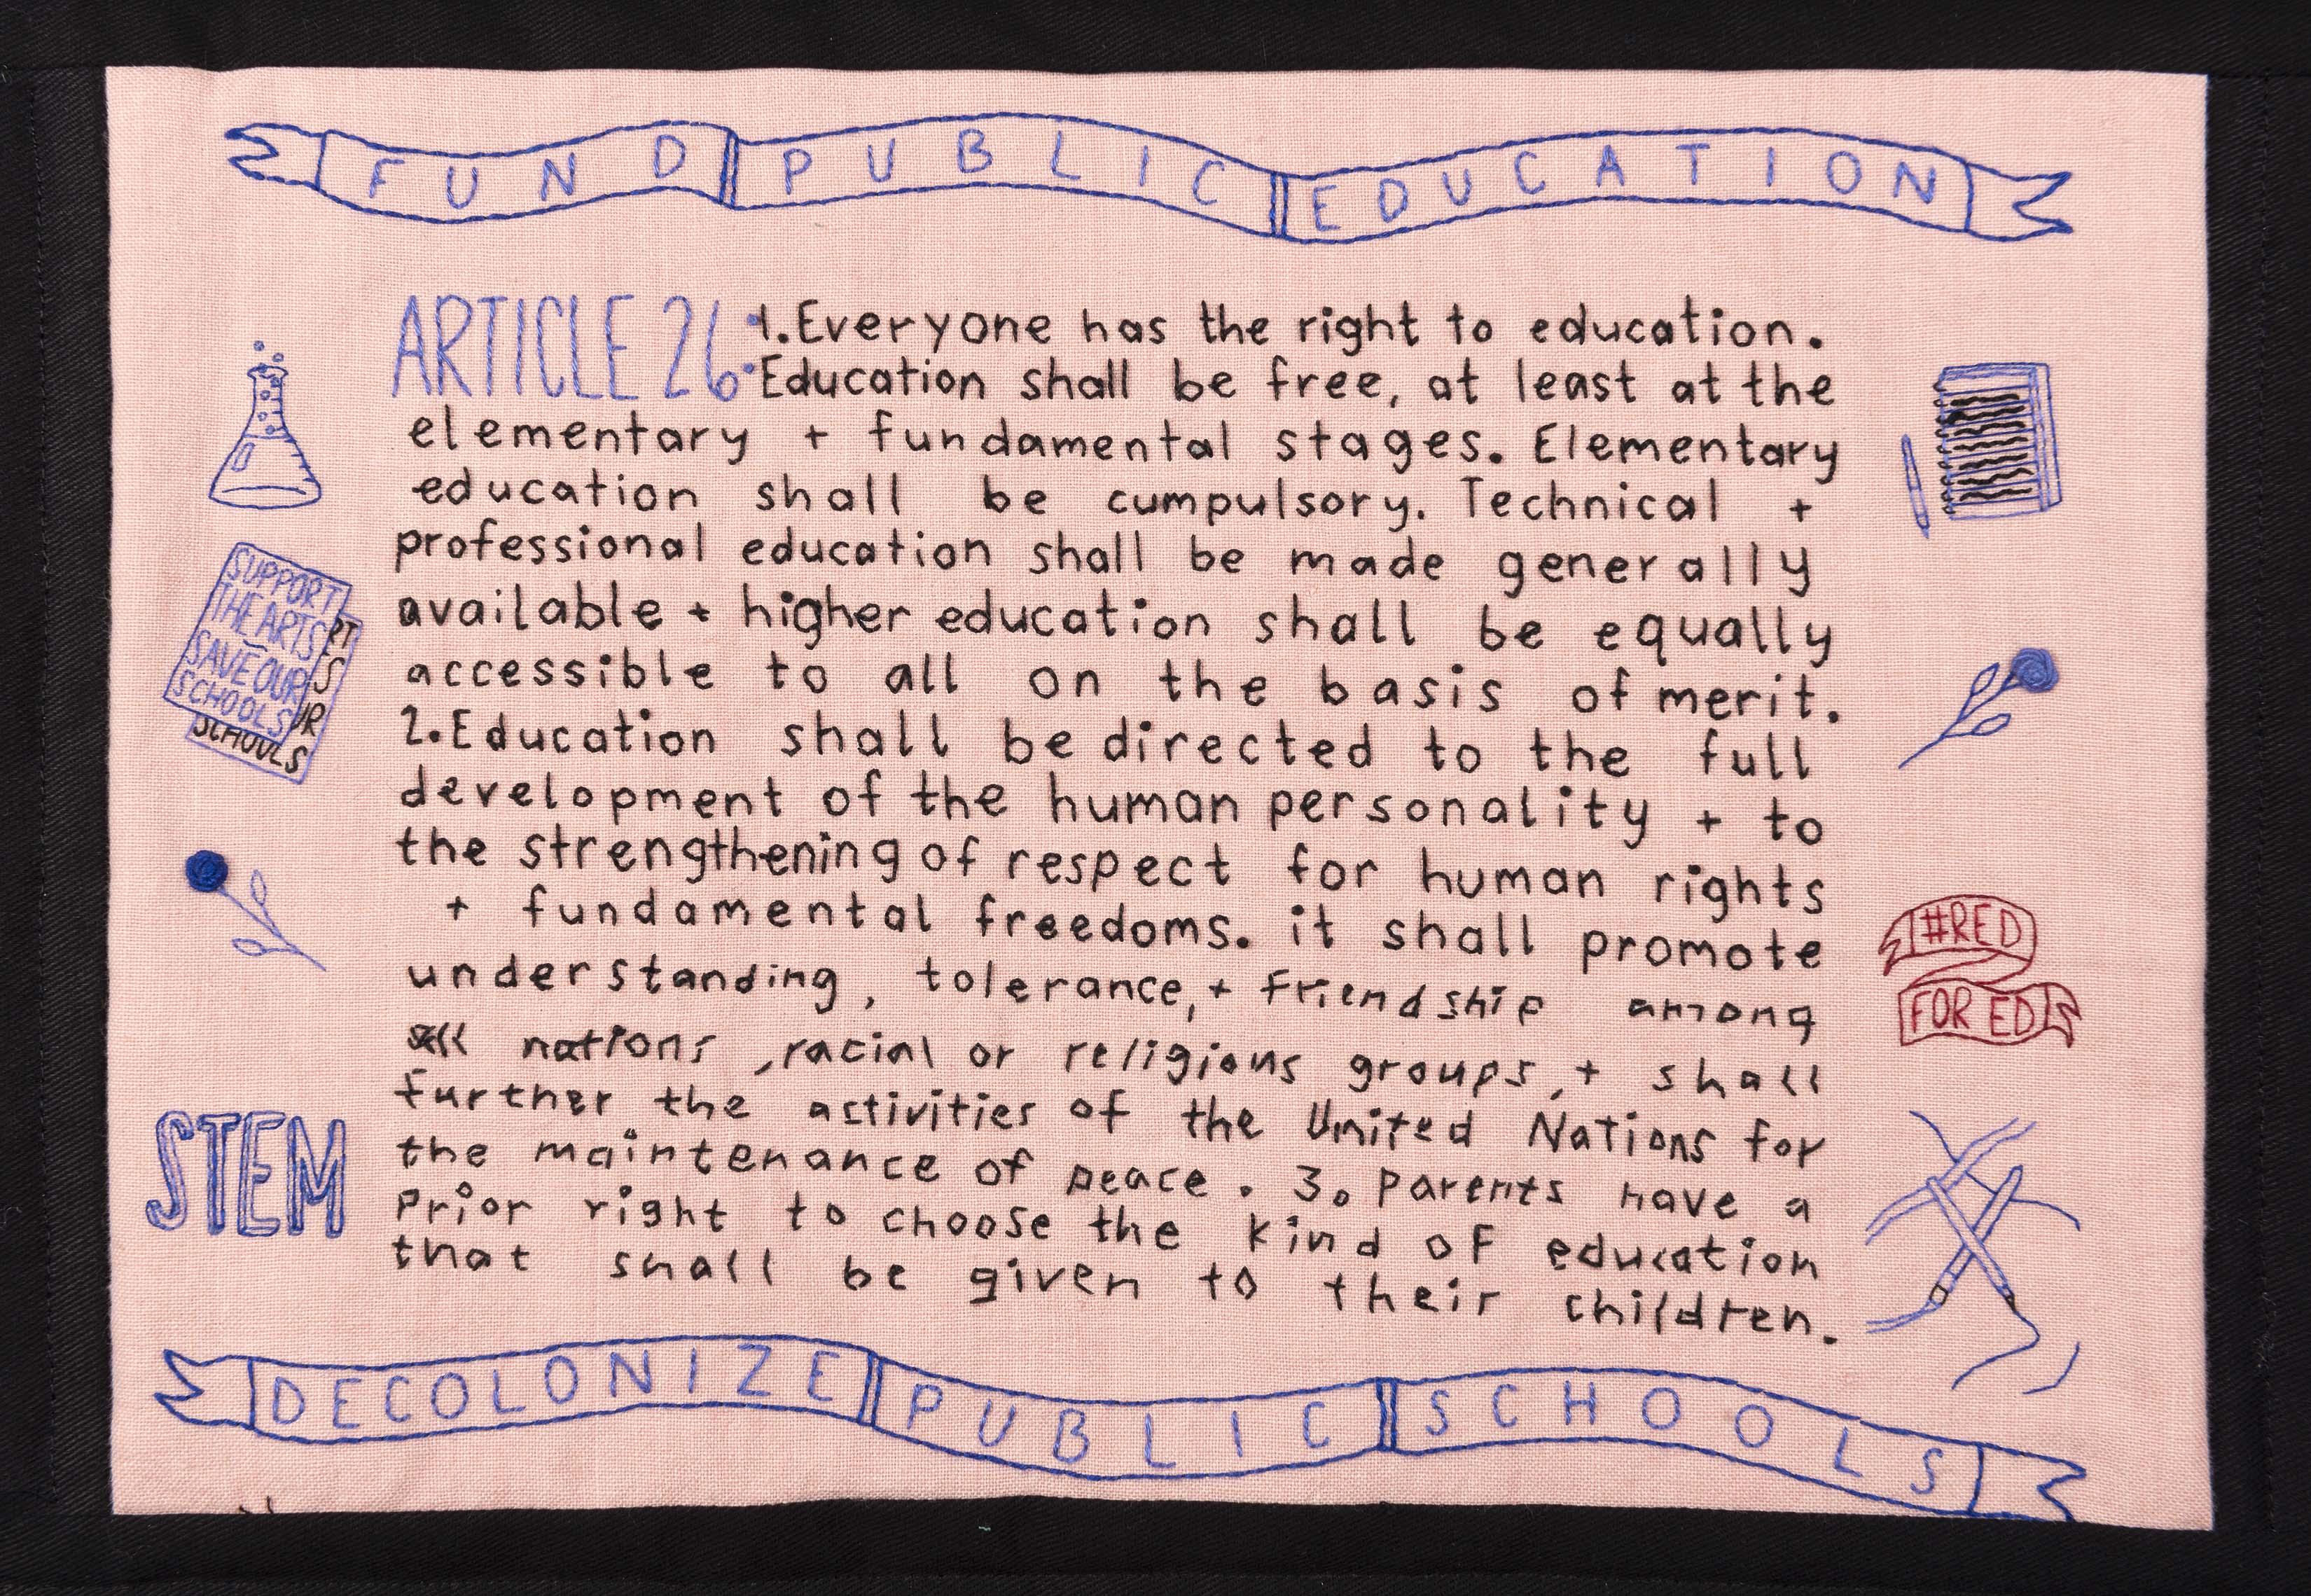 FUND PUBLIC EDUCATION
ARTICLE 26: 1. Everyone has the right to education.
Education shall be free, at least at the
elementary + fundamental stages. Elementary
education shall be cumpulsory. Technical +
professional education shall be made generally
available + higher education shall be equally
accessible to all on the basis of merit.
2. Education shall be directed to the full
development of the human personality + to
the strengthening of respect for human rights
+ fundamental freedoms. it shall promote
understanding, tolerance, + friendship among
all nations, racial or religious groups, + shall
further the activities of the United Nations for
the maintenance of peace. 3. Parents have a
prior right to choose the kind of education
that shall be given to their children.
SUPPORT
THE ARTS
SAVE OUR
SCHOOLS
RT
S
UR
SCHOOLS
STEM
#RED
FOR ED
DECOLONIZE PUBLIC SCHOOLS